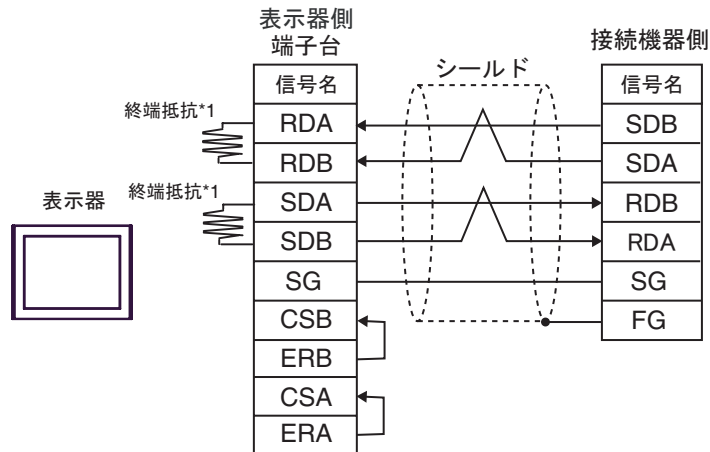 表示器側
端子台
接続機器側
シールド
信号名
信号名
終端抵抗*1
RDA
SDB
RDB
SDA
終端抵抗*1
表示器
SDA
RDB
SDB
RDA
SG
SG
CSB
FG
ERB
CSA
ERA